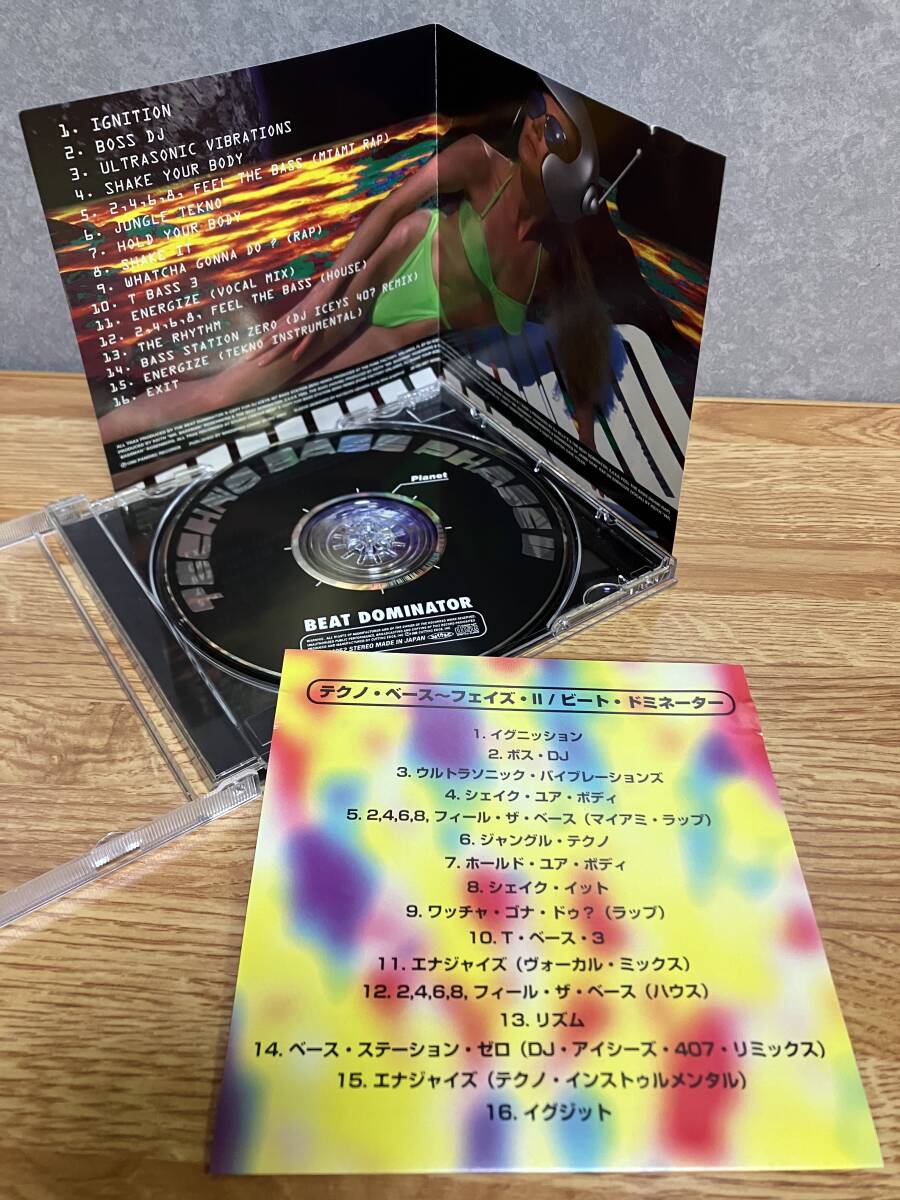 1. IGNITION
2. BOSS DJ
3. ULTRASONIC VIBRATIONS
4. SHAKE YOUR BODY
5. 2,4,6,8, FEEL THE BASS (MIAMI RAP)
6. JUNGLE TEKNO
7. HOLD YOUR BODY
8. SHAKE IT
9. WHATCHA GONNA DO ? (RAP)
10. T BASS 3
11. ENERGIZE (VOCAL MIX)
12. 2,4,6,8, FEEL THE BASS (HOUSE)
13. THE RHYTHM
14. BASS STATION ZERO (DJ ICEYS 407 REMIX)
15. ENERGIZE (TEKNO INSTRUMENTAL)
16. EXIT
TECHNO BASS PHASE II
Planet
BEAT DOMINATOR
STEREO MADE IN JAPAN
テクノ・ベース〜フェイズ・II / ビート・ドミネーター
1. イグニッション
2. ボス・DJ
3. ウルトラソニック・バイブレーションズ
4. シェイク・ユア・ボディ
5. 2,4,6,8, フィール・ザ・ベース（マイアミ・ラップ）
6. ジャングル・テクノ
7. ホールド・ユア・ボディ
8. シェイク・イット
9. ワッチャ・ゴナ・ドゥ？（ラップ）
10. T・ベース・3
11. エナジャイズ（ヴォーカル・ミックス）
12. 2,4,6,8, フィール・ザ・ベース（ハウス）
13. リズム
14. ベース・ステーション・ゼロ（DJ・アイシーズ・407・リミックス）
15. エナジャイズ（テクノ・インストゥルメンタル）
16. イグジット